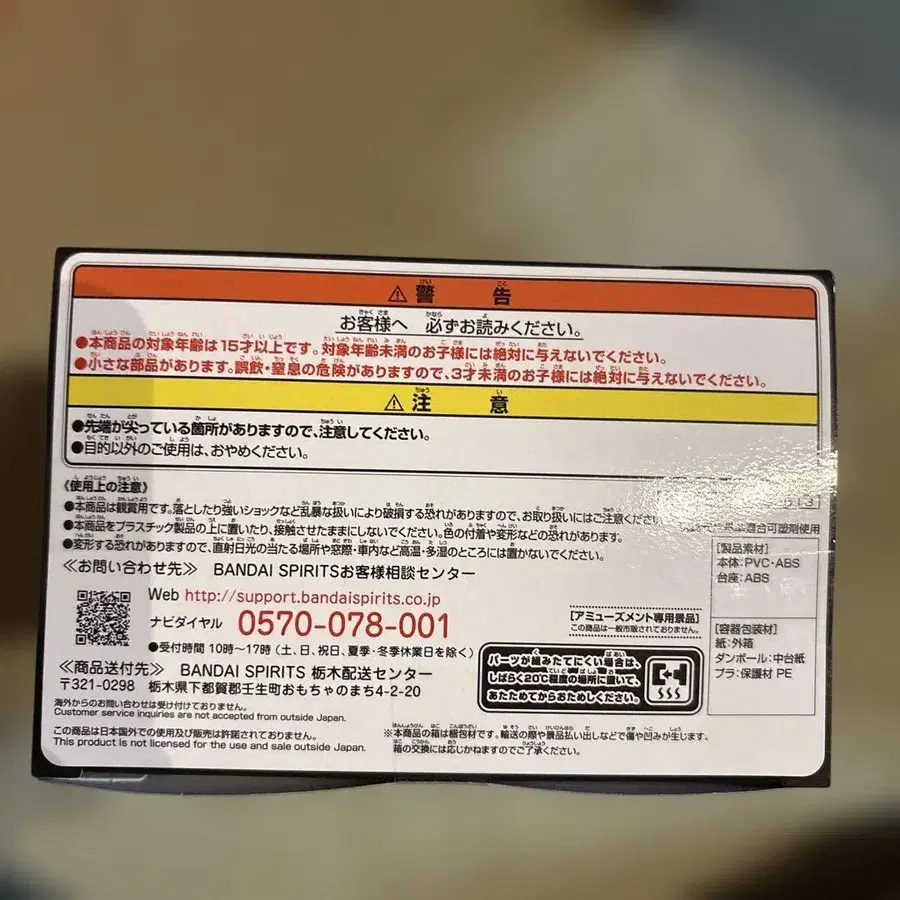 ⚠警 告
お客様へ 必ずお読みください。
●本商品の対象年齢は15才以上です。対象年齢未満のお子様には絶対に与えないでください。
●小さな部品があります。誤飲・窒息の危険がありますので、3才未満のお子様には絶対に与えないでください。
⚠注 意
●先端が尖っている箇所がありますので、注意してください。
●目的以外のご使用は、おやめください。
《使用上の注意》
●本商品は観賞用です。落としたり強いショックなど乱暴な扱いにより破損する恐れがありますので、お取り扱いにはご注意ください
●本商品をプラスチック製品の上に置いたり、接触させたままにしないでください。色の付着や変形などの恐れがあります。
●変形する恐れがありますので、直射日光の当たる場所や窓際・車内など高温・多湿のところには置かないでください。
≪お問い合わせ先≫ BANDAI SPIRITSお客様相談センター
Web http://support.bandaispirits.co.jp
ナビダイヤル 0570-078-001
●受付時間 10時〜17時(土、日、祝日、夏季・冬季休業日を除く)
≪商品送付先≫ BANDAI SPIRITS 栃木配送センター
〒321-0298 栃木県下都賀郡壬生町おもちゃのまち4-2-20
海外からのお問い合わせは受け付けておりません。
Customer service inquiries are not accepted from outside Japan.
この商品は日本国外での使用及び販売は許諾されておりません。
This product is not licensed for the use and sale outside Japan.
[アミューズメント専用景品]
この商品は一般市販されておりません。
パーツが組みたてにくい場合は、
しばらく20℃程度の場所に置いて、
あたためてからおためしください。
※本商品の箱は梱包材です。輸送の際や景品払い出しなどで傷や凹みが生じます。
箱の交換には応じかねますのでご了承ください。
適合可塑剤使用
[製品素材]
本体:PVC・ABS
台座:ABS
[容器包装材]
紙:外箱
ダンボール:中台紙
プラ:保護材 PE